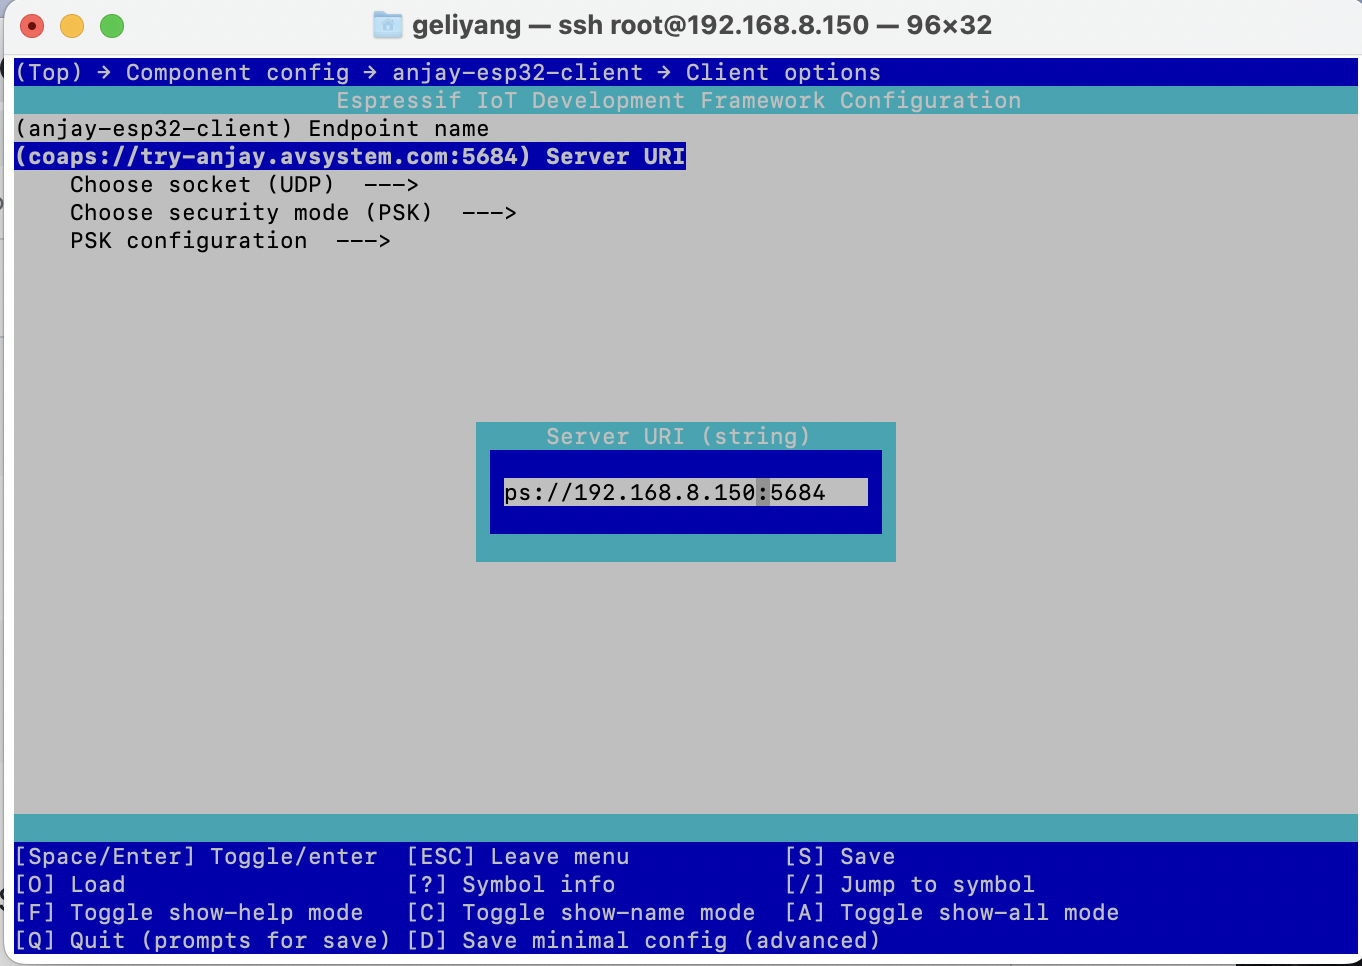 geliyang — ssh root@192.168.8.150 — 96×32
(Top) → Component config → anjay-esp32-client → Client options
Espressif IoT Development Framework Configuration
(anjay-esp32-client) Endpoint name
(coaps://try-anjay.avsystem.com:5684) Server URI
Choose socket (UDP)  --->
Choose security mode (PSK)  --->
PSK configuration  --->
Server URI (string)
ps://192.168.8.150:5684
[Space/Enter] Toggle/enter  [ESC] Leave menu  [S] Save
[O] Load  [?] Symbol info  [/] Jump to symbol
[F] Toggle show-help mode  [C] Toggle show-name mode  [A] Toggle show-all mode
[Q] Quit (prompts for save)  [D] Save minimal config (advanced)